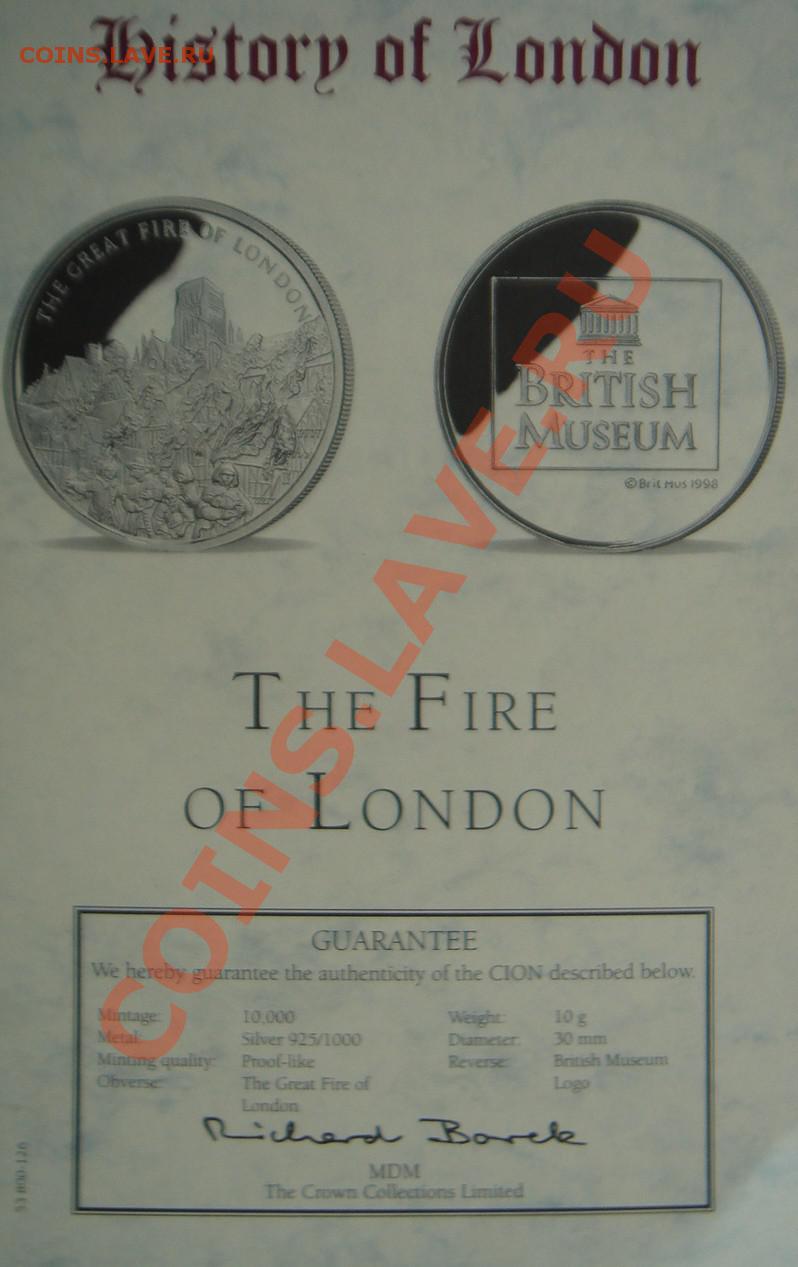 COINS.LAVE.RU
History of London
THE GREAT FIRE OF LONDON
THE
BRITISH
MUSEUM
©Brit Mus 1998
THE FIRE
OF LONDON
COINS.LAVE.RU
GUARANTEE
We hereby guarantee the authenticity of the CION described below.
Mintage: 10,000 Weight: 10 g
Metal: Silver 925/1000 Diameter: 30 mm
Minting quality: Proof-like Reverse: British Museum
Obverse: The Great Fire of Logo
London
Richard Borek
MDM
The Crown Collections Limited
53 800-126